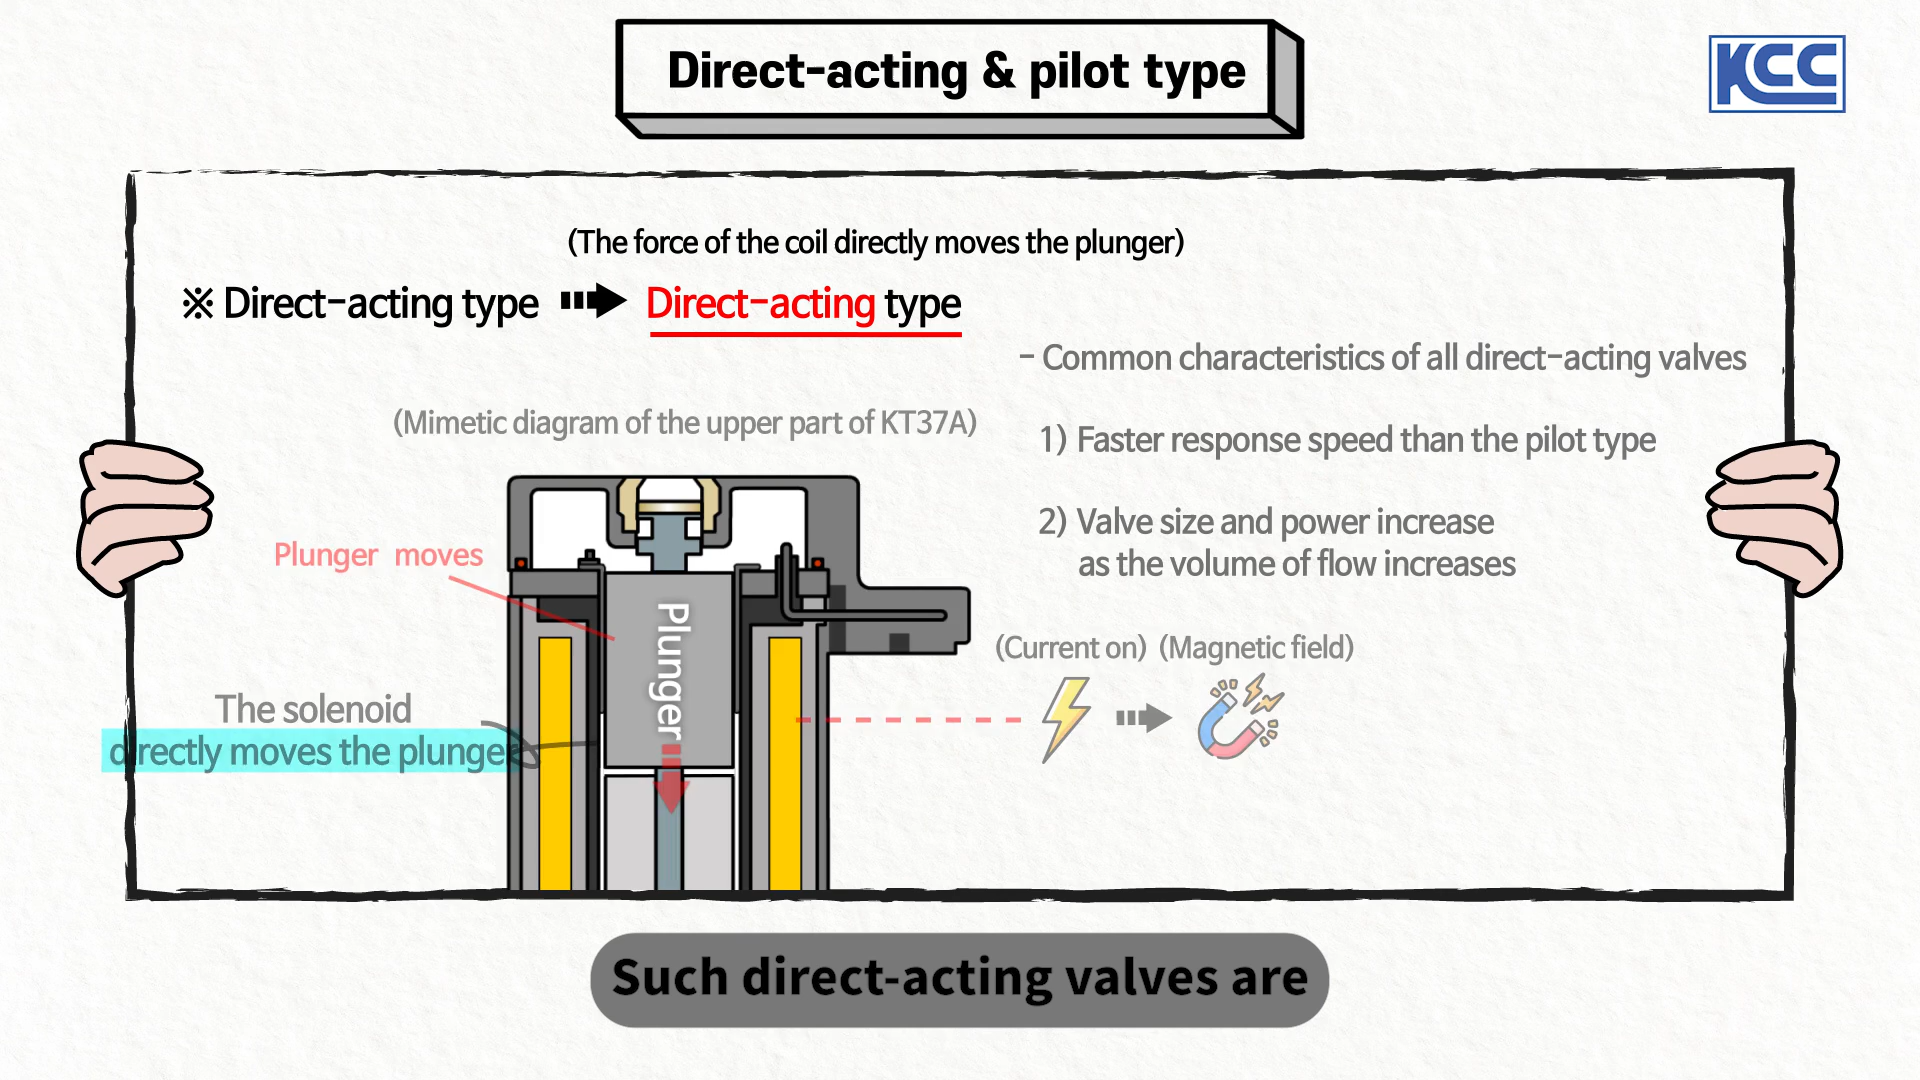 Direct-acting & pilot type
KCC
(The force of the coil directly moves the plunger)
※ Direct-acting type Direct-acting type
- Common characteristics of all direct-acting valves
(Mimetic diagram of the upper part of KT37A)
1) Faster response speed than the pilot type
2) Valve size and power increase
as the volume of flow increases
Plunger moves
Plunger
(Current on) (Magnetic field)
The solenoid
directly moves the plunger
Such direct-acting valves are